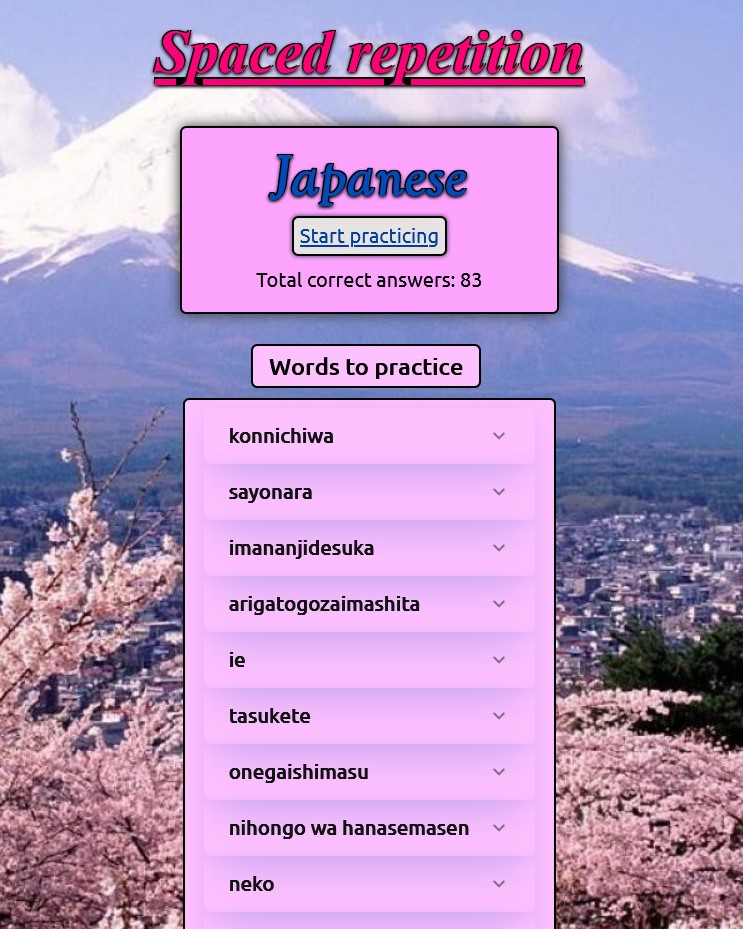 Spaced repetition
Japanese
Start practicing
Total correct answers: 83
Words to practice
konnichiwa
sayonara
imananjidesuka
arigatogozaimashita
ie
tasukete
onegaishimasu
nihongo wa hanasemasen
neko